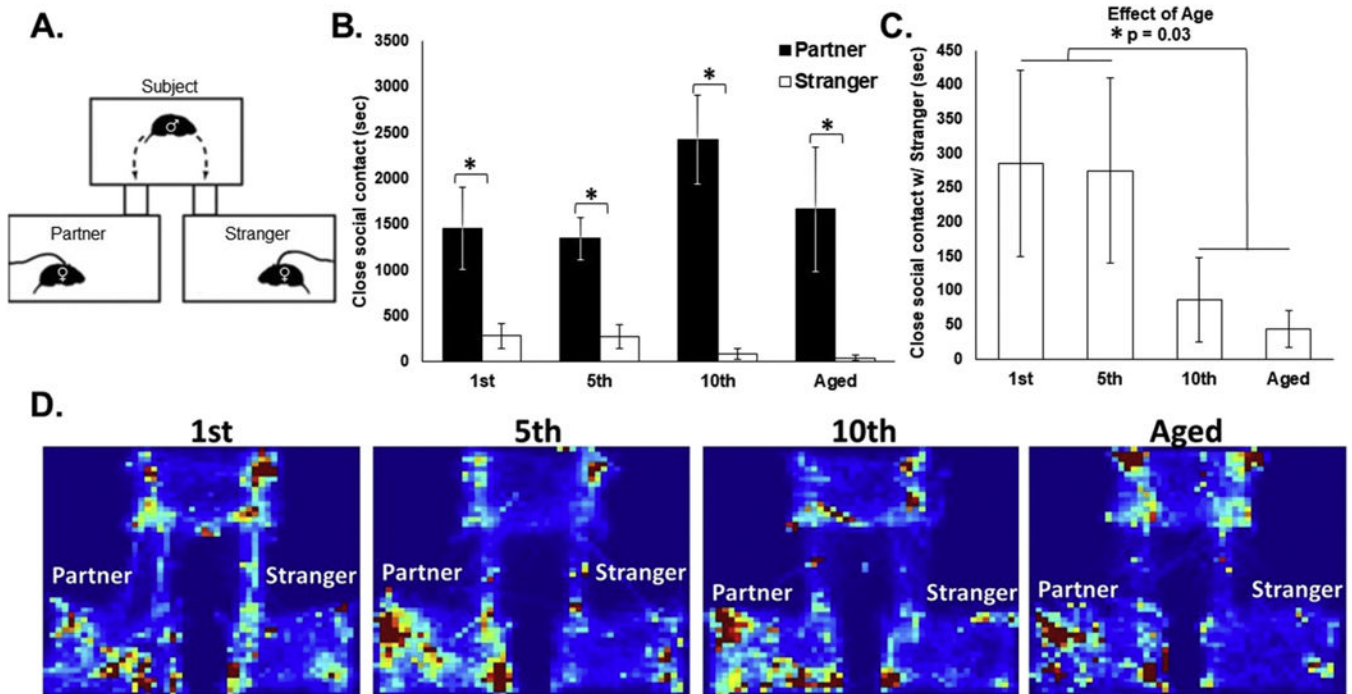 A.
Subject
♂
Partner
Stranger
♀
♀
B.
Close social contact (sec)
3500
3000
2500
2000
1500
1000
500
0
Partner
Stranger
*
*
*
*
1st
5th
10th
Aged
C.
Effect of Age
* p = 0.03
Close social contact w/ Stranger (sec)
450
400
350
300
250
200
150
100
50
0
1st
5th
10th
Aged
D.
1st
5th
10th
Aged
Partner
Stranger
Partner
Stranger
Partner
Stranger
Partner
Stranger